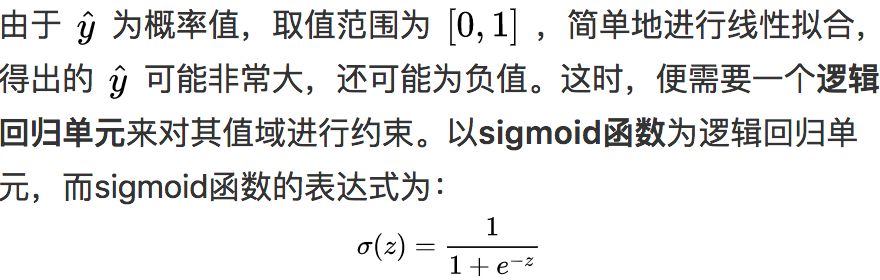 由于 ŷ 为概率值，取值范围为 [0, 1] ，简单地进行线性拟合，
得出的 ŷ 可能非常大，还可能为负值。这时，便需要一个逻辑
回归单元来对其值域进行约束。以sigmoid函数为逻辑回归单
元，而sigmoid函数的表达式为：
σ(z) = 1 / (1 + e^{-z})